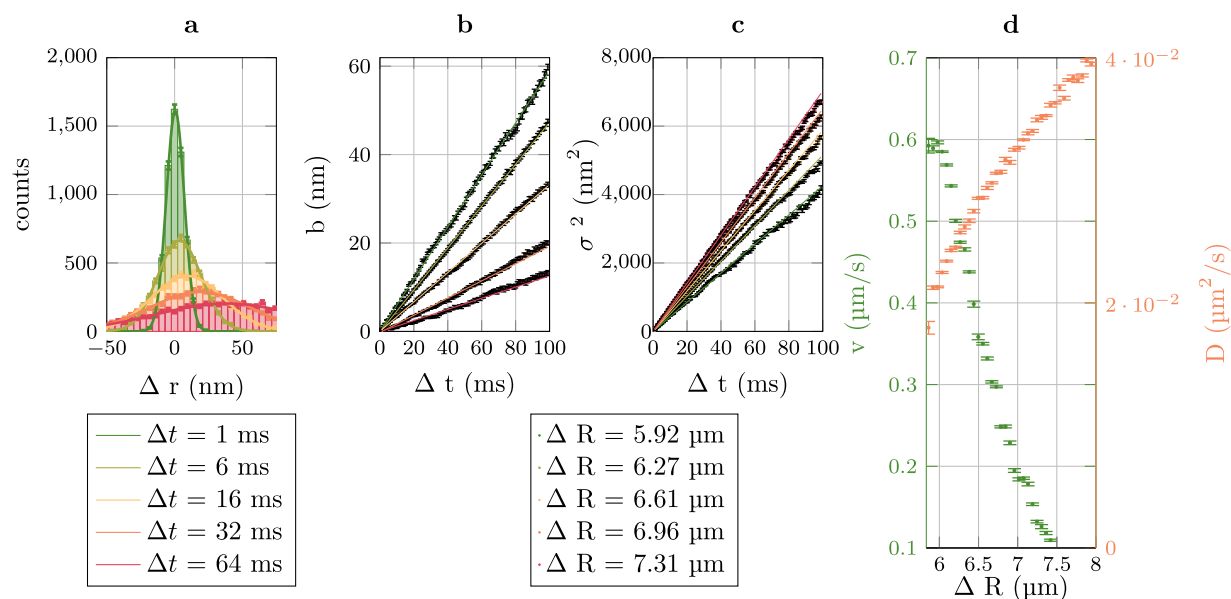 a
b
c
d
2,000
1,500
1,000
500
0
−50
0
50
counts
Δ r (nm)
60
40
20
0
0
20
40
60
80
100
b (nm)
Δ t (ms)
8,000
6,000
4,000
2,000
0
0
20
40
60
80
100
σ ² (nm²)
Δ t (ms)
0.7
0.6
0.5
0.4
0.3
0.2
0.1
v (µm/s)
6
6.5
7
7.5
8
Δ R (µm)
4 · 10⁻²
2 · 10⁻²
0
D (µm²/s)
Δt = 1 ms
Δt = 6 ms
Δt = 16 ms
Δt = 32 ms
Δt = 64 ms
Δ R = 5.92 µm
Δ R = 6.27 µm
Δ R = 6.61 µm
Δ R = 6.96 µm
Δ R = 7.31 µm